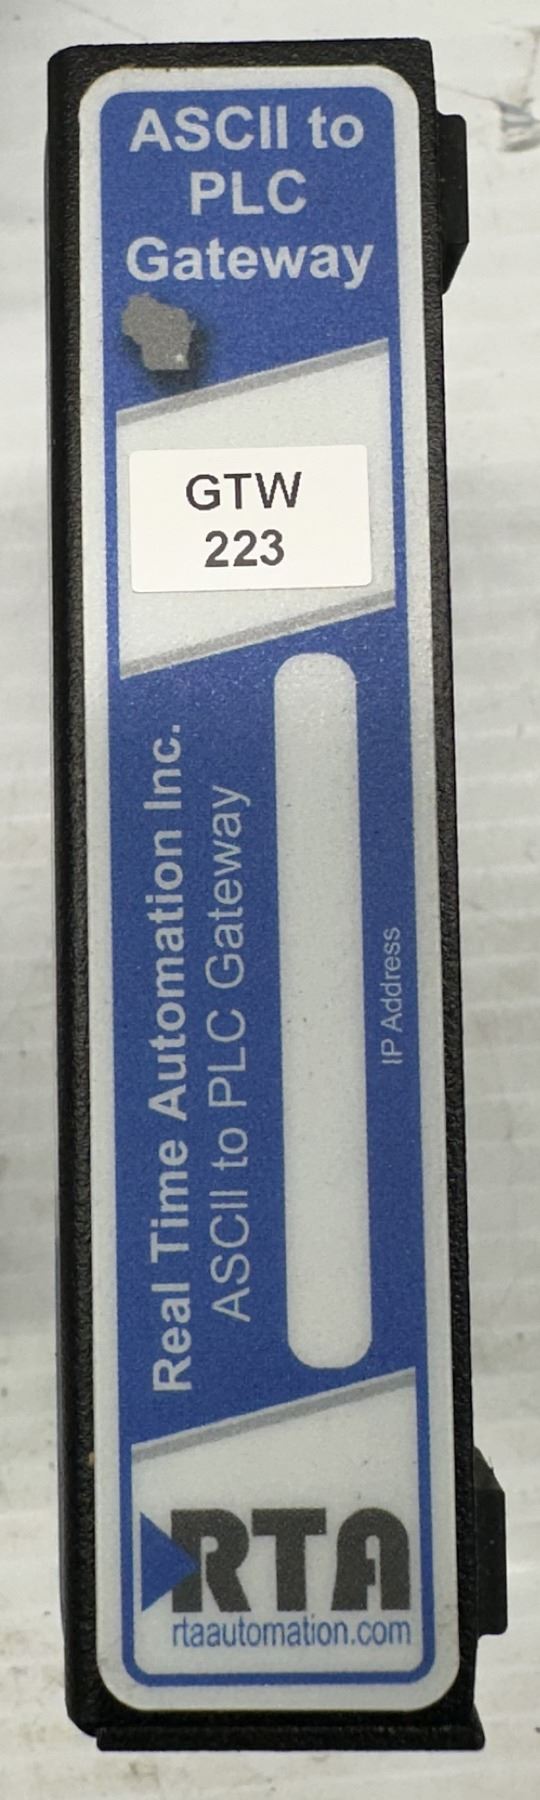 ASCII to
PLC
Gateway
GTW
223
Real Time Automation Inc.
ASCII to PLC Gateway
IP Address
RTA
rtaautomation.com